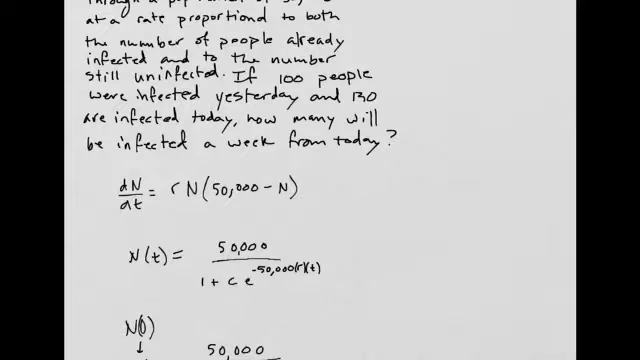 at a rate proportional to both
the number of people already
infected and to the number
still uninfected. If 100 people
were infected yesterday and 130
are infected today, how many will
be infected a week from today?
dN/dt = r N (50,000 - N)
N(t) = 50,000 / 1 + c e^-50,000(r)(t)
N(0)
↓
50,000